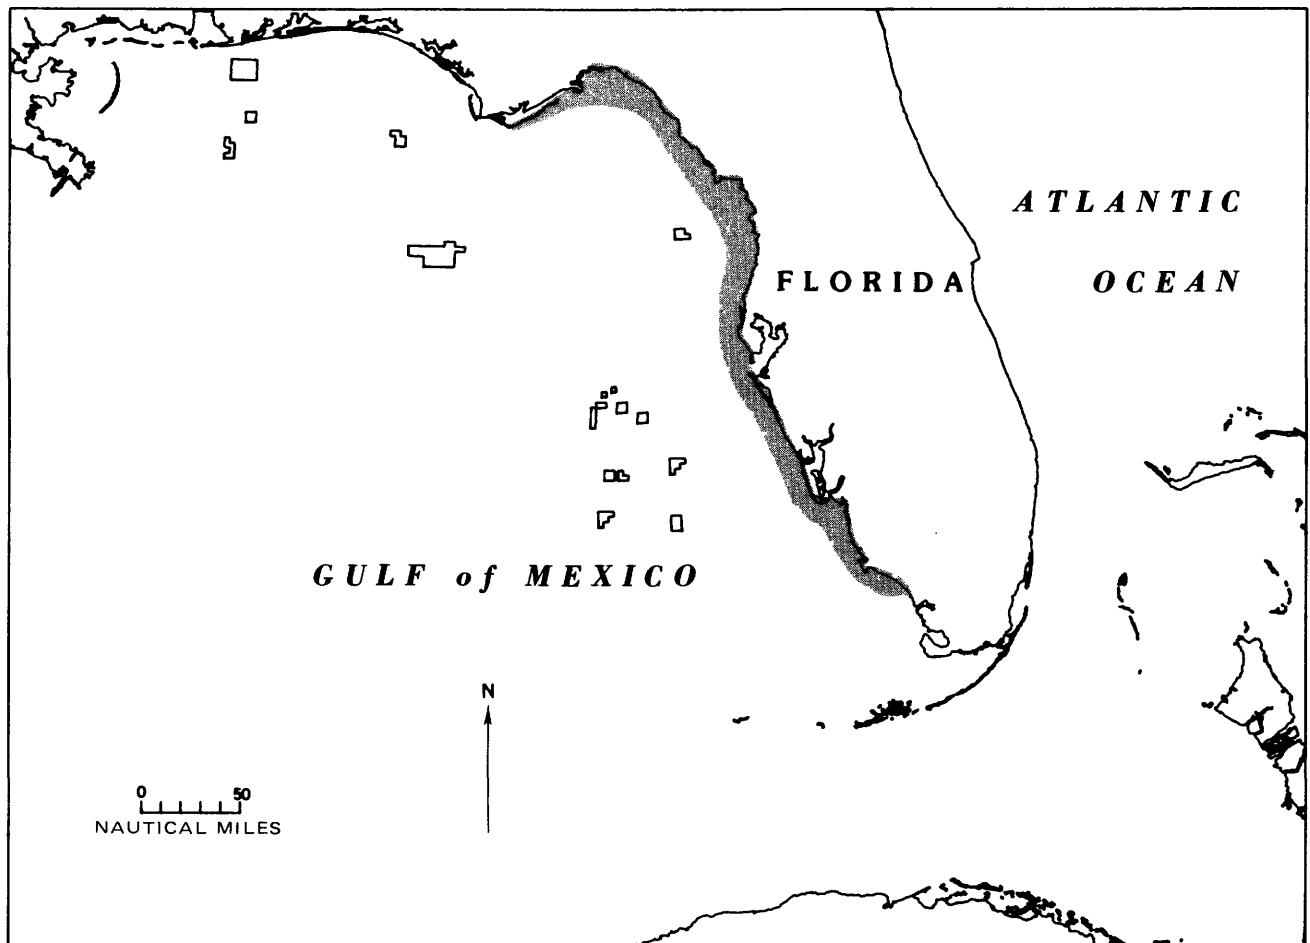 ATLANTIC
FLORIDA OCEAN
GULF of MEXICO
N
0 50
NAUTICAL MILES